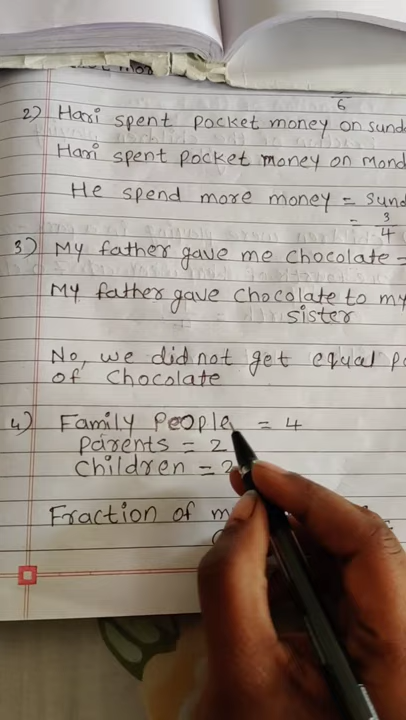 6
2) Hari spent pocket money on sund
Hari spent pocket money on mond
He spend more money = sund
= 3/4
3) My father gave me chocolate =
My father gave chocolate to my
sister
No, we did not get equal
of chocolate
4) Family People = 4
Parents = 2
children = 2
Fraction of